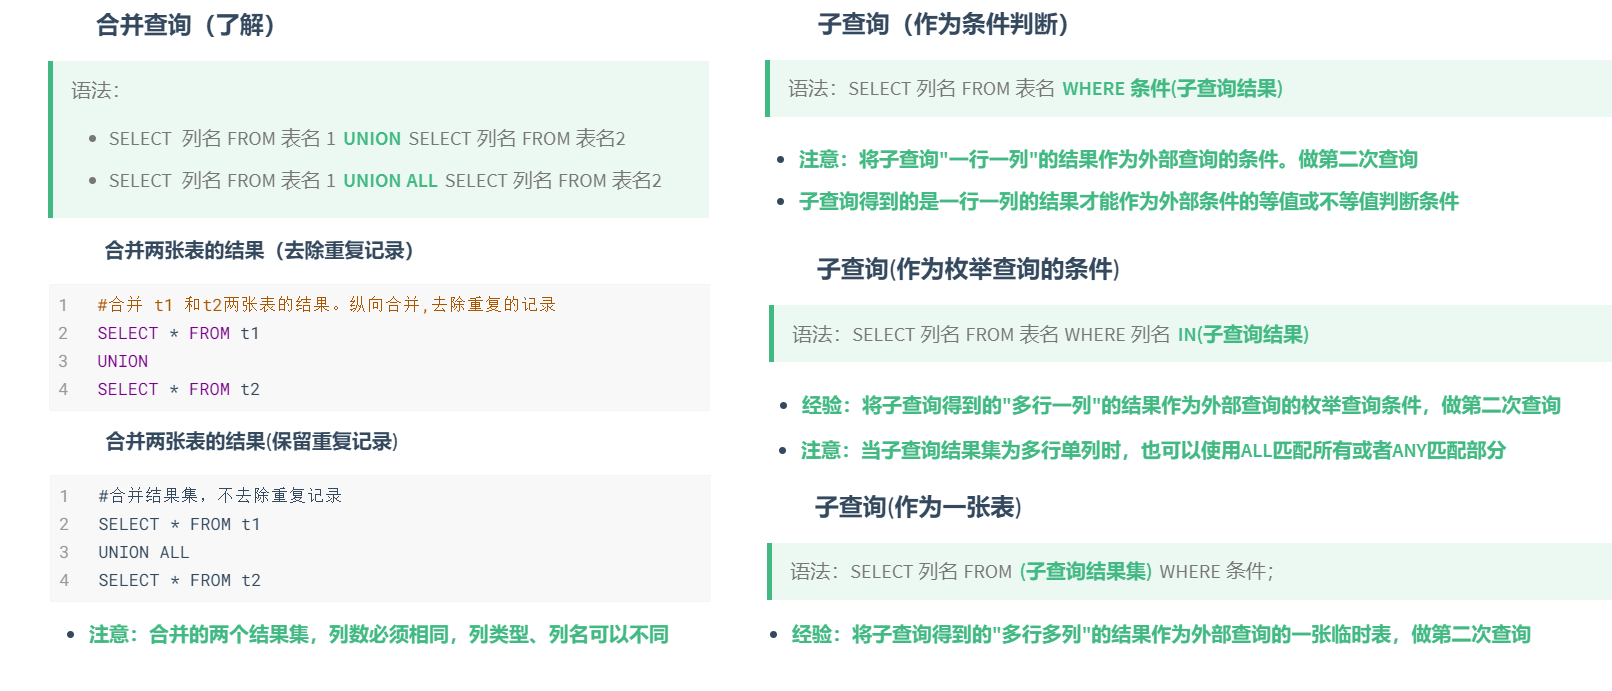 合并查询（了解）
语法：
SELECT 列名 FROM 表名 1 UNION SELECT 列名 FROM 表名2
SELECT 列名 FROM 表名 1 UNION ALL SELECT 列名 FROM 表名2
合并两张表的结果（去除重复记录）
1 #合并 t1 和t2两张表的结果。纵向合并,去除重复的记录
2 SELECT * FROM t1
3 UNION
4 SELECT * FROM t2
合并两张表的结果(保留重复记录)
1 #合并结果集，不去除重复记录
2 SELECT * FROM t1
3 UNION ALL
4 SELECT * FROM t2
注意：合并的两个结果集，列数必须相同，列类型、列名可以不同
子查询（作为条件判断）
语法：SELECT 列名 FROM 表名 WHERE 条件(子查询结果)
注意：将子查询"一行一列"的结果作为外部查询的条件。做第二次查询
子查询得到的是一行一列的结果才能作为外部条件的等值或不等值判断条件
子查询(作为枚举查询的条件)
语法：SELECT 列名 FROM 表名 WHERE 列名 IN(子查询结果)
经验：将子查询得到的"多行一列"的结果作为外部查询的枚举查询条件，做第二次查询
注意：当子查询结果集为多行单列时，也可以使用ALL匹配所有或者ANY匹配部分
子查询(作为一张表)
语法：SELECT 列名 FROM (子查询结果集) WHERE 条件；
经验：将子查询得到的"多行多列"的结果作为外部查询的一张临时表，做第二次查询